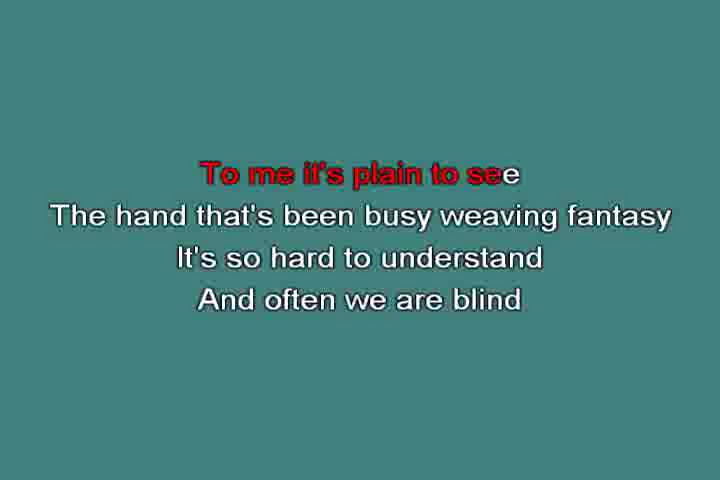 To me it's plain to see
The hand that's been busy weaving fantasy
It's so hard to understand
And often we are blind